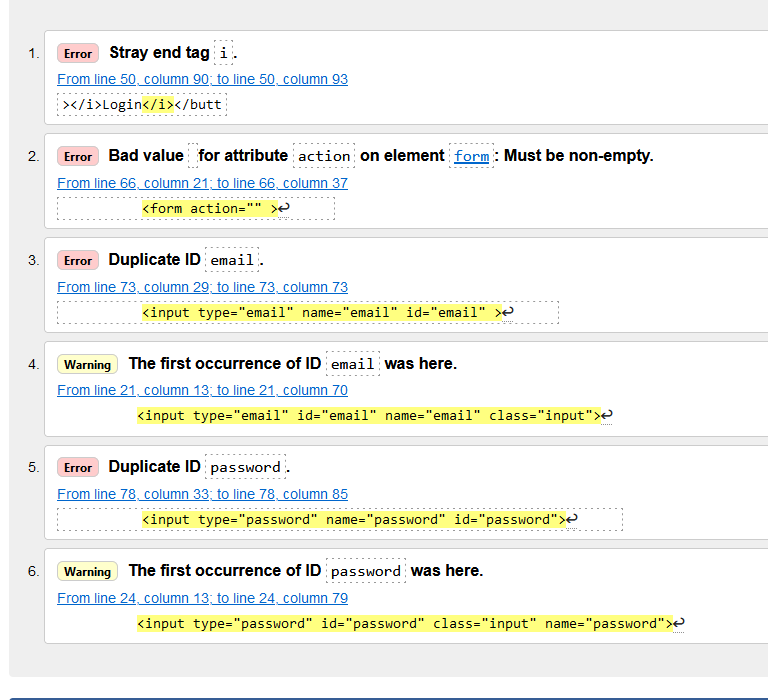 1. Error Stray end tag i.
From line 50, column 90; to line 50, column 93
></i>Login</i></butt
2. Error Bad value for attribute action on element form: Must be non-empty.
From line 66, column 21; to line 66, column 37
<form action="" >↩
3. Error Duplicate ID email.
From line 73, column 29; to line 73, column 73
<input type="email" name="email" id="email" >↩
4. Warning The first occurrence of ID email was here.
From line 21, column 13; to line 21, column 70
<input type="email" id="email" name="email" class="input">↩
5. Error Duplicate ID password.
From line 78, column 33; to line 78, column 85
<input type="password" name="password" id="password">↩
6. Warning The first occurrence of ID password was here.
From line 24, column 13; to line 24, column 79
<input type="password" id="password" class="input" name="password">↩